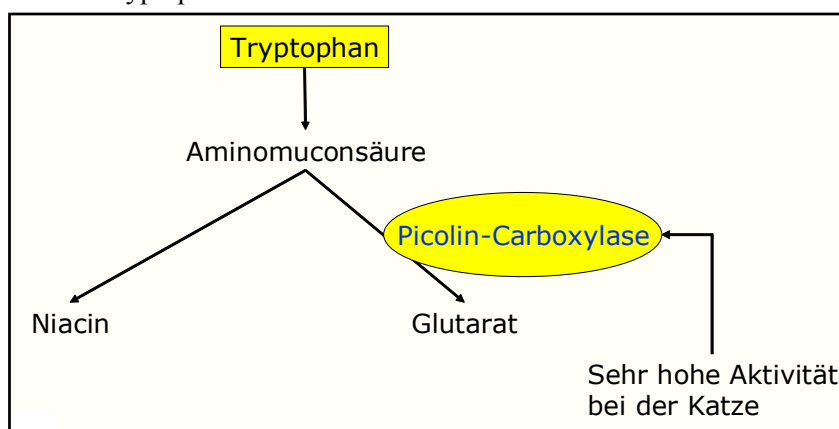 Tryptophan
Aminomuconsäure
Picolin-Carboxylase
Niacin
Glutarat
Sehr hohe Aktivität
bei der Katze